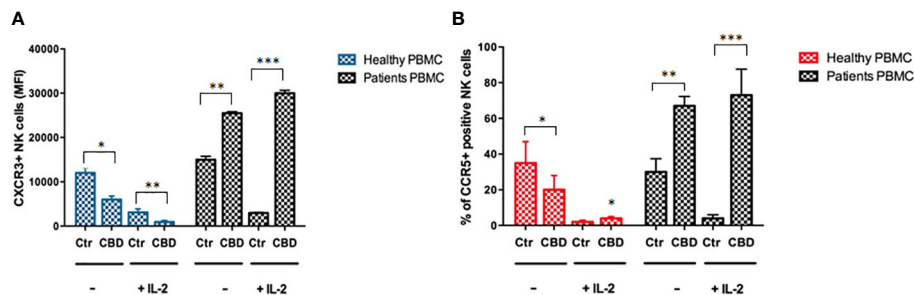 A
CXCR3+ NK cells (MFI)
40000
30000
20000
10000
0
*
**
**
***
Healthy PBMC
Patients PBMC
Ctr CBD Ctr CBD Ctr CBD Ctr CBD
– + IL-2 – + IL-2
B
% of CCR5+ positive NK cells
100
80
60
40
20
0
*
*
**
***
Healthy PBMC
Patients PBMC
Ctr CBD Ctr CBD Ctr CBD Ctr CBD
– + IL-2 – + IL-2